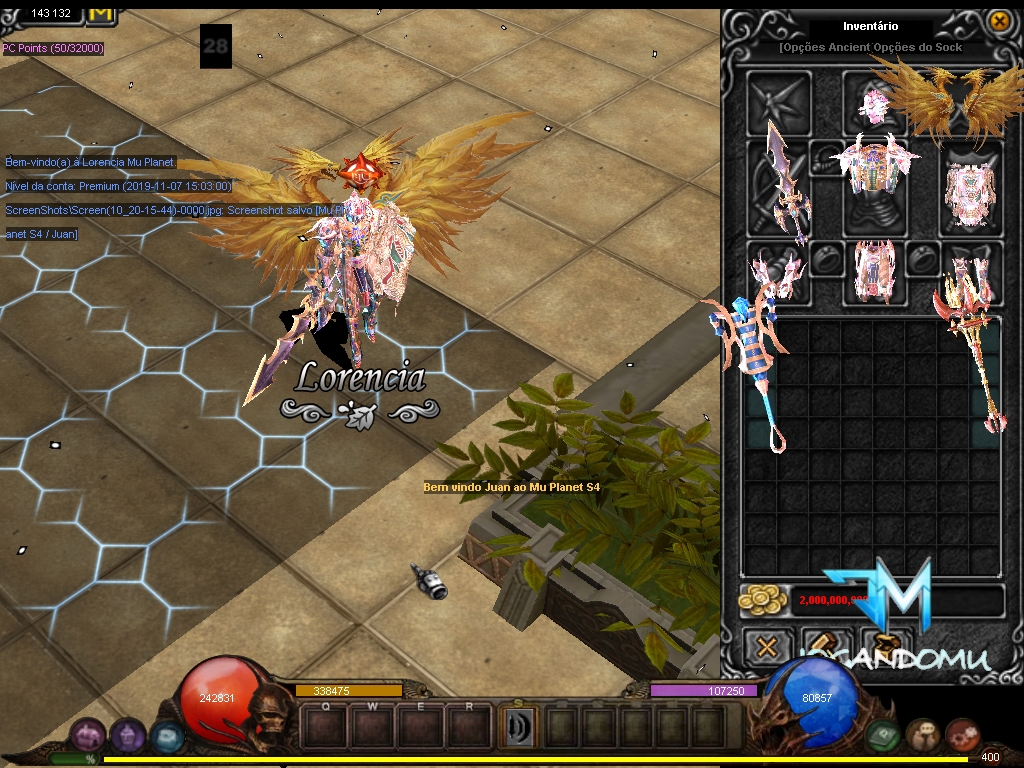 143 132
M
Inventário
[Opções Ancient Opções do Sock
PC Points (50/32000)
28
Bem-vindo(a) á Lorencia Mu Planet.
Nível da conta: Premium (2019-11-07 15:03:00)
ScreenShots\Screen(10_20-15-44)-0000.jpg: Screenshot salvo [Mu Pl
anet S4 / Juan]
Lorencia
Bem vindo Juan ao Mu Planet S4
2,000,000,
JM
JOGANDOMU
242831
338475
107250
80857
Q W E R
%
400